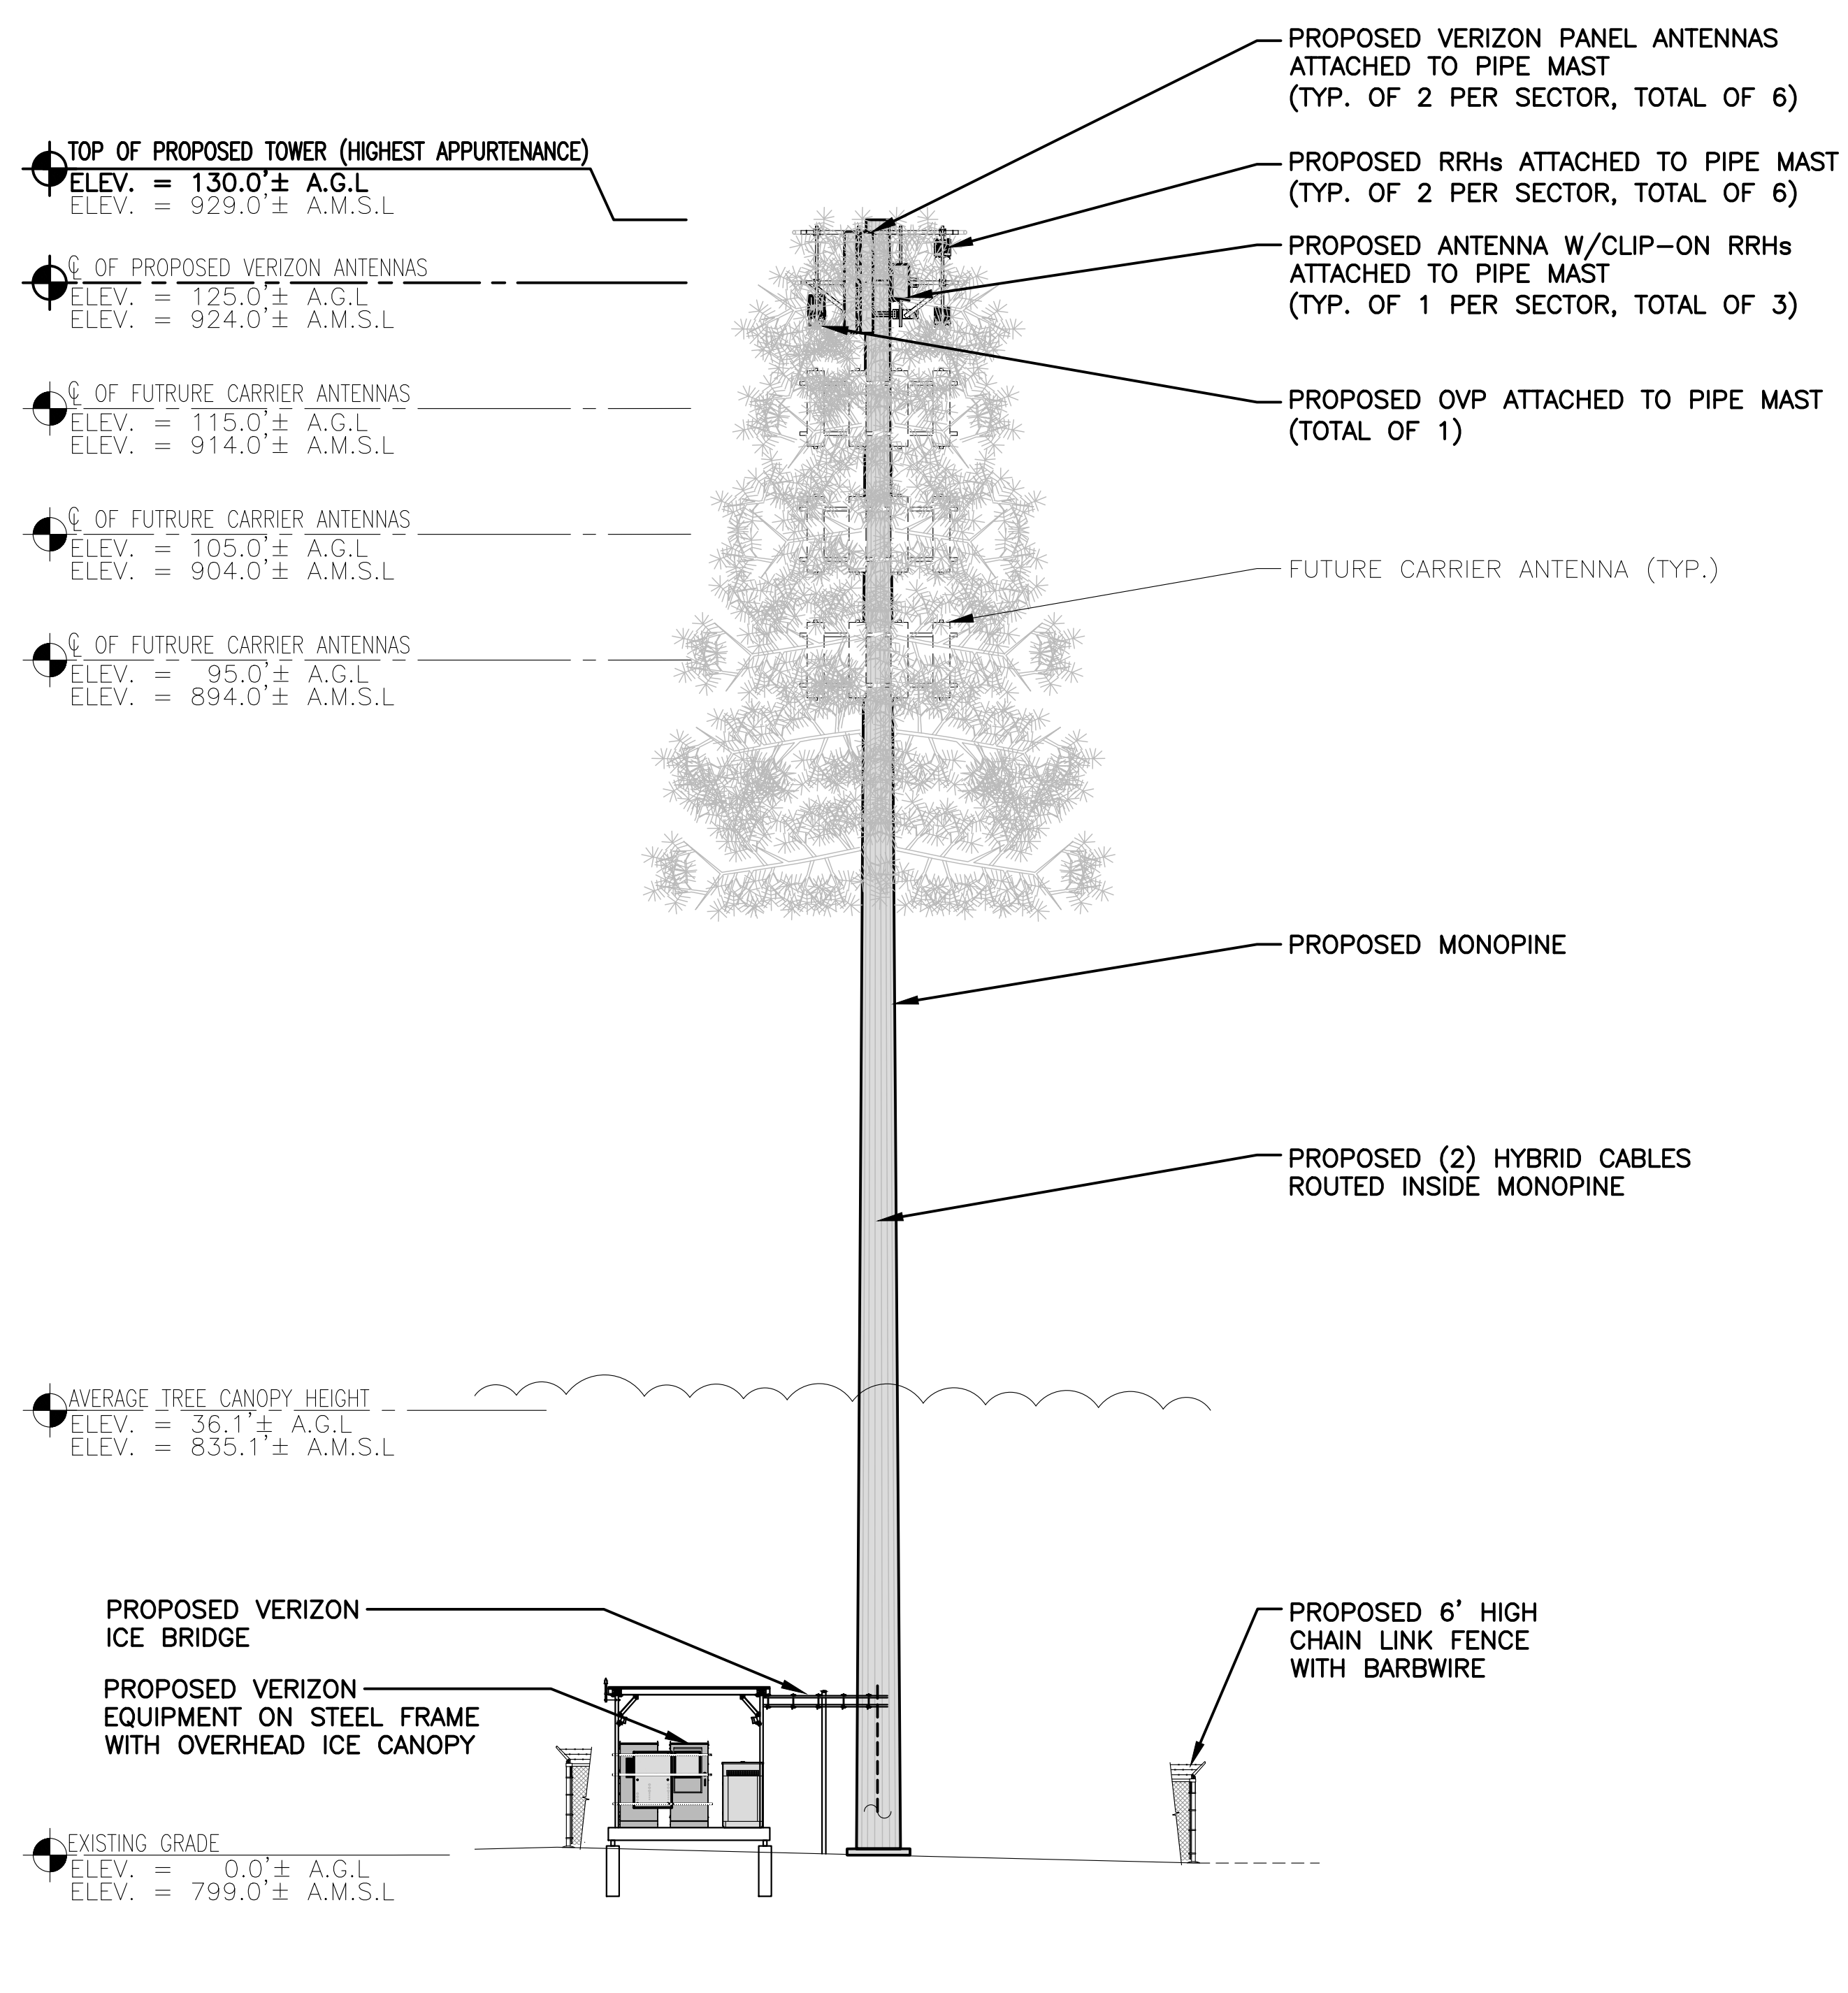 PROPOSED VERIZON PANEL ANTENNAS
ATTACHED TO PIPE MAST
(TYP. OF 2 PER SECTOR, TOTAL OF 6)
TOP OF PROPOSED TOWER (HIGHEST APPURTENANCE)
ELEV. = 130.0'± A.G.L
ELEV. = 929.0'± A.M.S.L
PROPOSED RRHs ATTACHED TO PIPE MAST
(TYP. OF 2 PER SECTOR, TOTAL OF 6)
PROPOSED ANTENNA W/CLIP-ON RRHs
ATTACHED TO PIPE MAST
(TYP. OF 1 PER SECTOR, TOTAL OF 3)
℄ OF PROPOSED VERIZON ANTENNAS
ELEV. = 125.0'± A.G.L
ELEV. = 924.0'± A.M.S.L
℄ OF FUTRURE CARRIER ANTENNAS
ELEV. = 115.0'± A.G.L
ELEV. = 914.0'± A.M.S.L
PROPOSED OVP ATTACHED TO PIPE MAST
(TOTAL OF 1)
℄ OF FUTRURE CARRIER ANTENNAS
ELEV. = 105.0'± A.G.L
ELEV. = 904.0'± A.M.S.L
FUTURE CARRIER ANTENNA (TYP.)
℄ OF FUTRURE CARRIER ANTENNAS
ELEV. = 95.0'± A.G.L
ELEV. = 894.0'± A.M.S.L
PROPOSED MONOPINE
PROPOSED (2) HYBRID CABLES
ROUTED INSIDE MONOPINE
AVERAGE TREE CANOPY HEIGHT
ELEV. = 36.1'± A.G.L
ELEV. = 835.1'± A.M.S.L
PROPOSED VERIZON
ICE BRIDGE
PROPOSED 6' HIGH
CHAIN LINK FENCE
WITH BARBWIRE
PROPOSED VERIZON
EQUIPMENT ON STEEL FRAME
WITH OVERHEAD ICE CANOPY
EXISTING GRADE
ELEV. = 0.0'± A.G.L
ELEV. = 799.0'± A.M.S.L